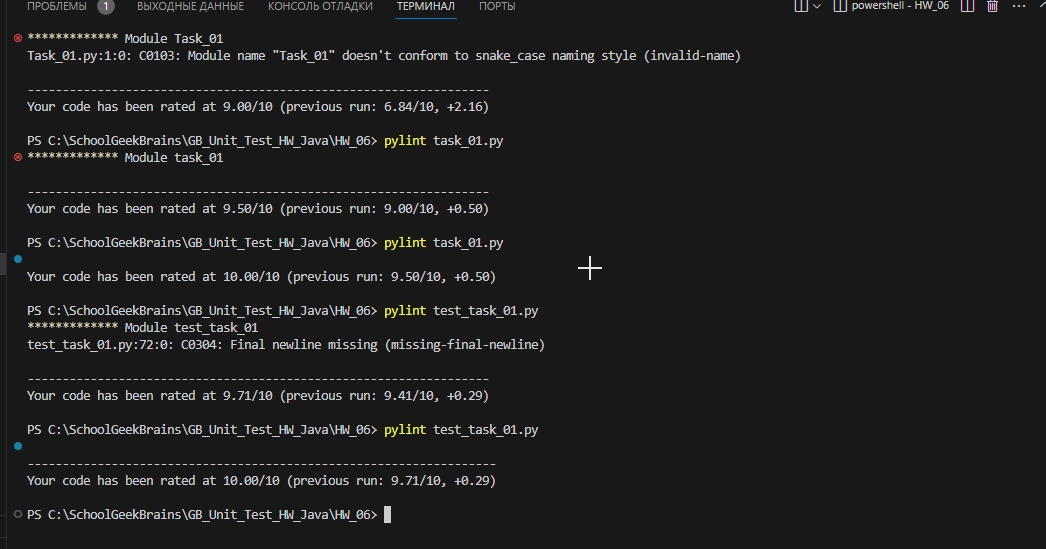 ПРОБЛЕМЫ 1 ВЫХОДНЫЕ ДАННЫЕ КОНСОЛЬ ОТЛАДКИ ТЕРМИНАЛ ПОРТЫ powershell - HW_06
************* Module Task_01
Task_01.py:1:0: C0103: Module name "Task_01" doesn't conform to snake_case naming style (invalid-name)
------------------------------------------------------------------
Your code has been rated at 9.00/10 (previous run: 6.84/10, +2.16)
PS C:\SchoolGeekBrains\GB_Unit_Test_HW_Java\HW_06> pylint task_01.py
************* Module task_01
------------------------------------------------------------------
Your code has been rated at 9.50/10 (previous run: 9.00/10, +0.50)
PS C:\SchoolGeekBrains\GB_Unit_Test_HW_Java\HW_06> pylint task_01.py
Your code has been rated at 10.00/10 (previous run: 9.50/10, +0.50)
PS C:\SchoolGeekBrains\GB_Unit_Test_HW_Java\HW_06> pylint test_task_01.py
************* Module test_task_01
test_task_01.py:72:0: C0304: Final newline missing (missing-final-newline)
------------------------------------------------------------------
Your code has been rated at 9.71/10 (previous run: 9.41/10, +0.29)
PS C:\SchoolGeekBrains\GB_Unit_Test_HW_Java\HW_06> pylint test_task_01.py
-------------------------------------------------------------------
Your code has been rated at 10.00/10 (previous run: 9.71/10, +0.29)
PS C:\SchoolGeekBrains\GB_Unit_Test_HW_Java\HW_06>